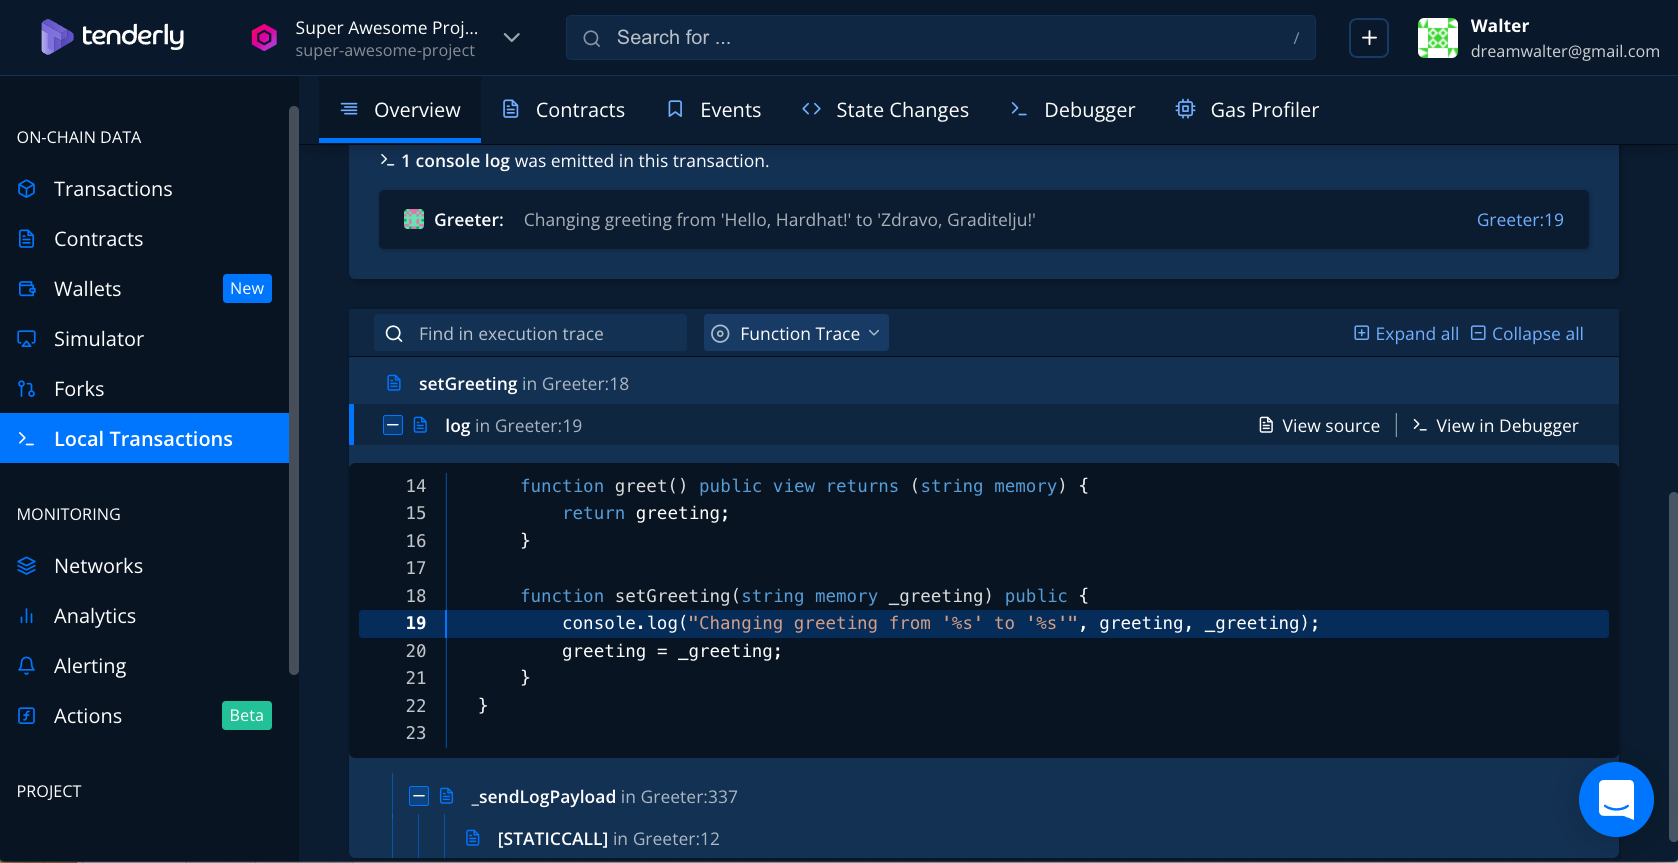 tenderly
Super Awesome Proj...
super-awesome-project
Search for ...
/
+
Walter
dreamwalter@gmail.com
Overview
Contracts
Events
State Changes
Debugger
Gas Profiler
ON-CHAIN DATA
Transactions
Contracts
Wallets New
Simulator
Forks
Local Transactions
MONITORING
Networks
Analytics
Alerting
Actions Beta
PROJECT
1 console log was emitted in this transaction.
Greeter: Changing greeting from 'Hello, Hardhat!' to 'Zdravo, Graditelju!' Greeter:19
Find in execution trace
Function Trace
Expand all
Collapse all
setGreeting in Greeter:18
log in Greeter:19
View source
View in Debugger
14 function greet() public view returns (string memory) {
15 return greeting;
16 }
17
18 function setGreeting(string memory _greeting) public {
19 console.log("Changing greeting from '%s' to '%s'", greeting, _greeting);
20 greeting = _greeting;
21 }
22 }
23
_sendLogPayload in Greeter:337
[STATICCALL] in Greeter:12